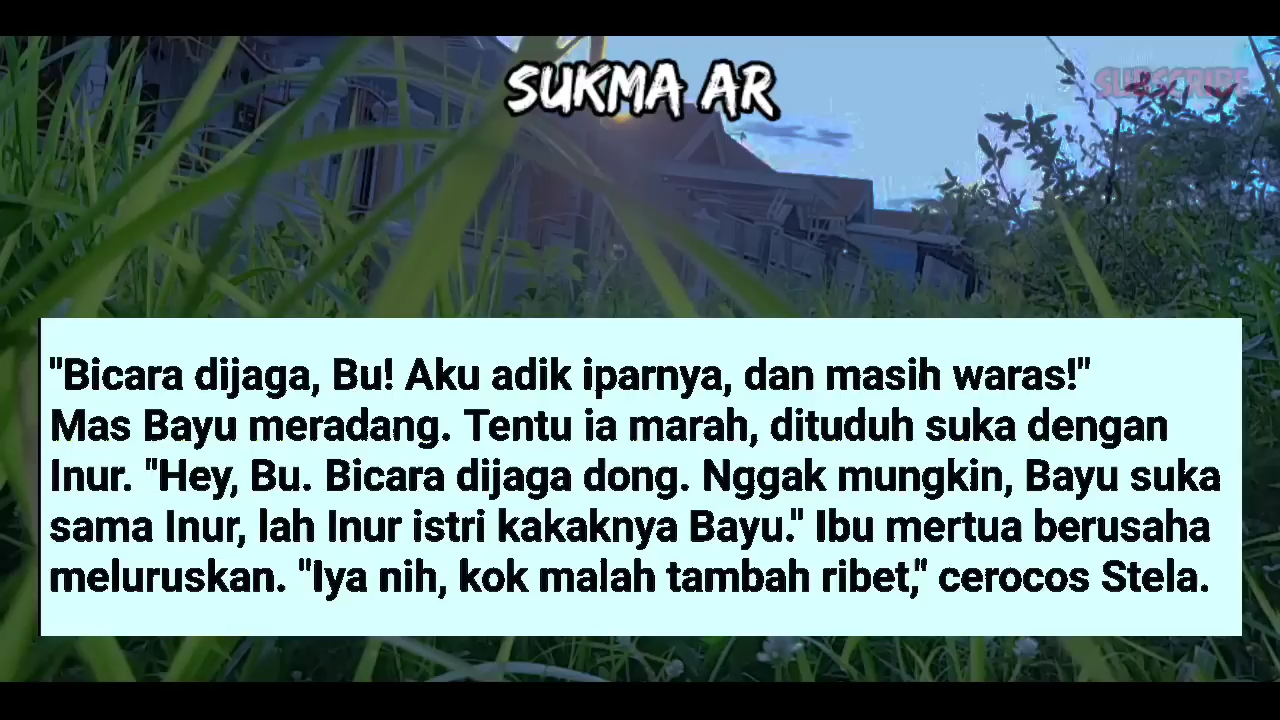 SUKMA AR
SUBSCRIBE
"Bicara dijaga, Bu! Aku adik iparnya, dan masih waras!"
Mas Bayu meradang. Tentu ia marah, dituduh suka dengan
Inur. "Hey, Bu. Bicara dijaga dong. Nggak mungkin, Bayu suka
sama Inur, lah Inur istri kakaknya Bayu." Ibu mertua berusaha
meluruskan. "Iya nih, kok malah tambah ribet," cerocos Stela.